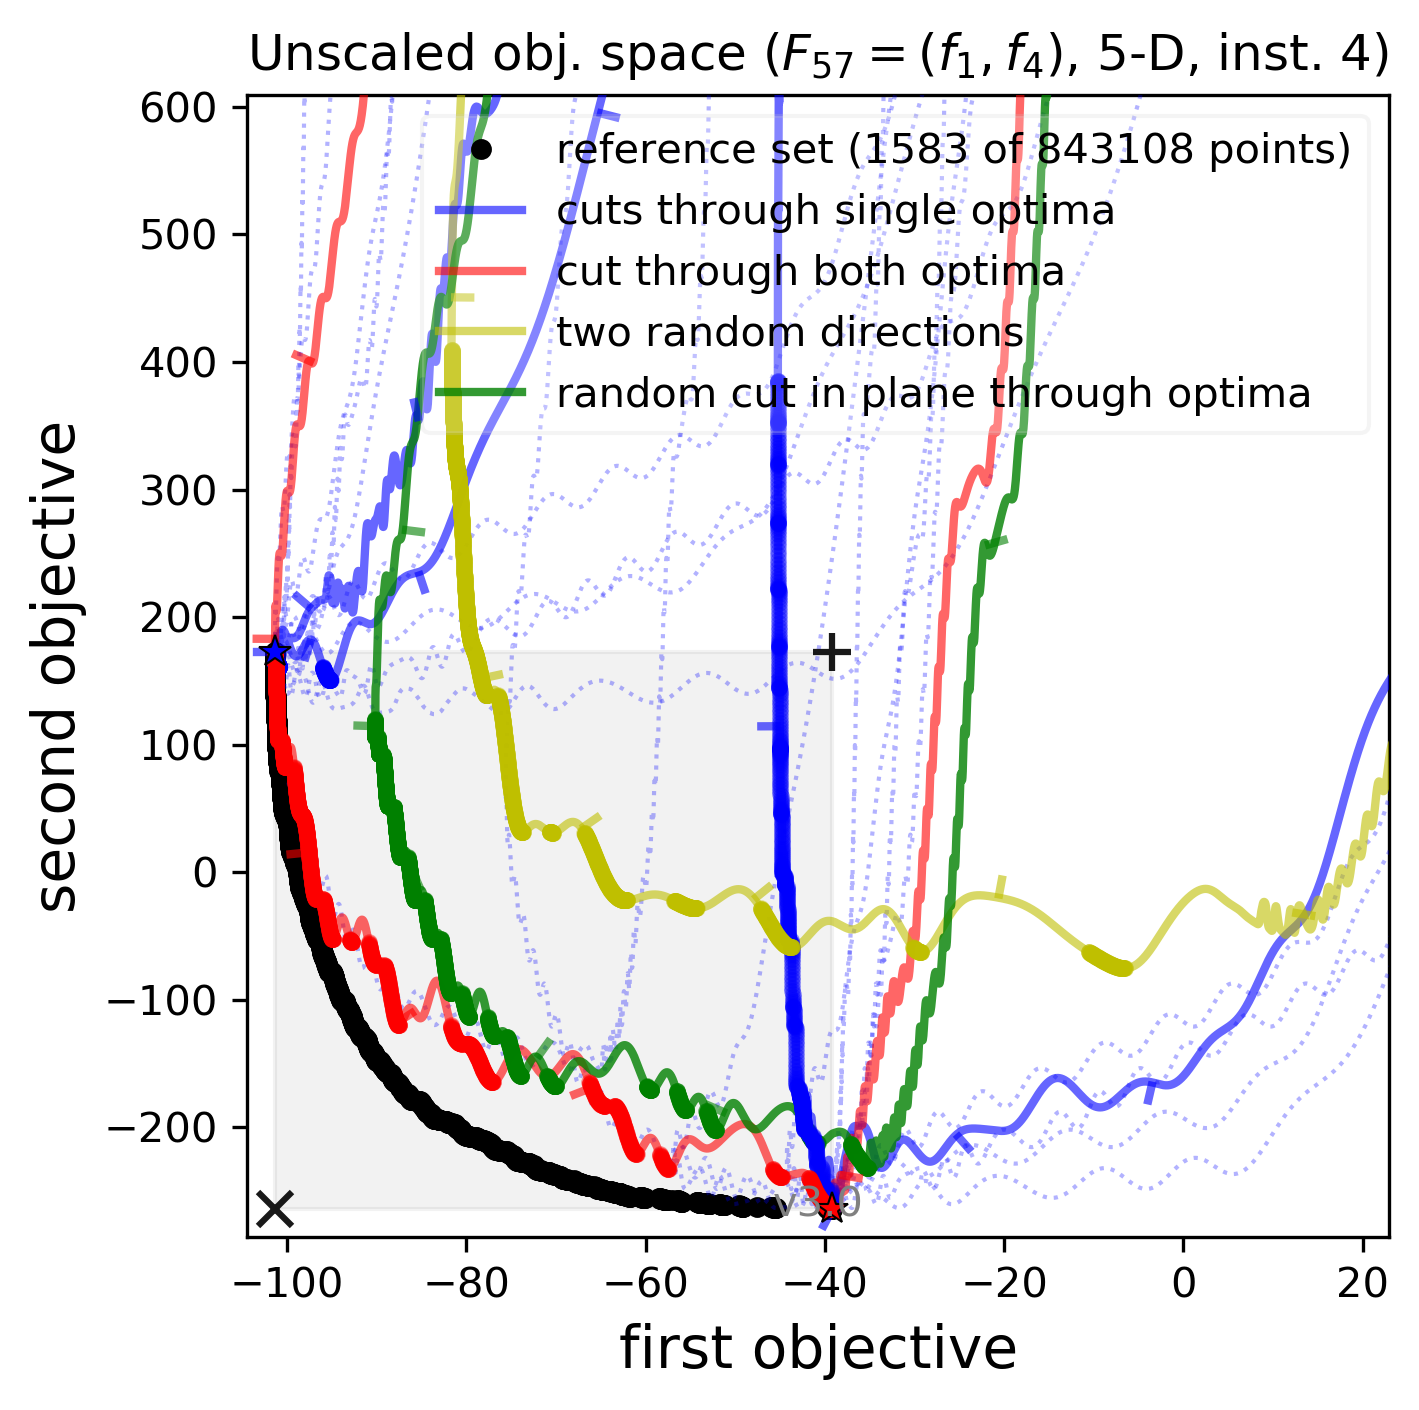 Unscaled obj. space (F57 = (f1, f4), 5-D, inst. 4)
600
500
400
300
200
100
0
−100
−200
second objective
reference set (1583 of 843108 points)
cuts through single optima
cut through both optima
two random directions
random cut in plane through optima
−100
−80
−60
−40
−20
0
20
first objective